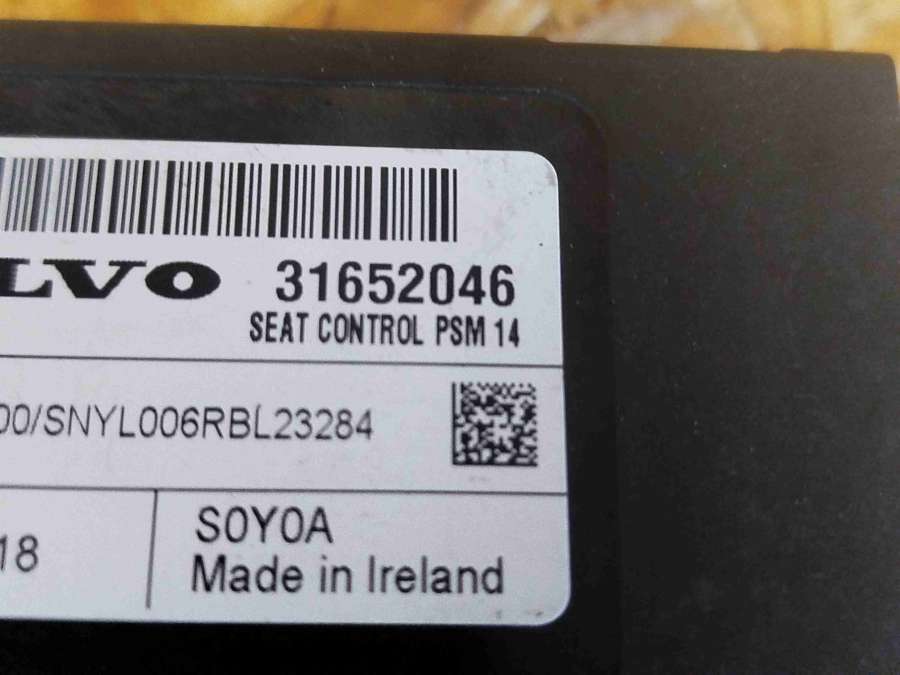 LVO 31652046
SEAT CONTROL PSM 14
00/SNYL006RBL23284
18
S0Y0A
Made in Ireland